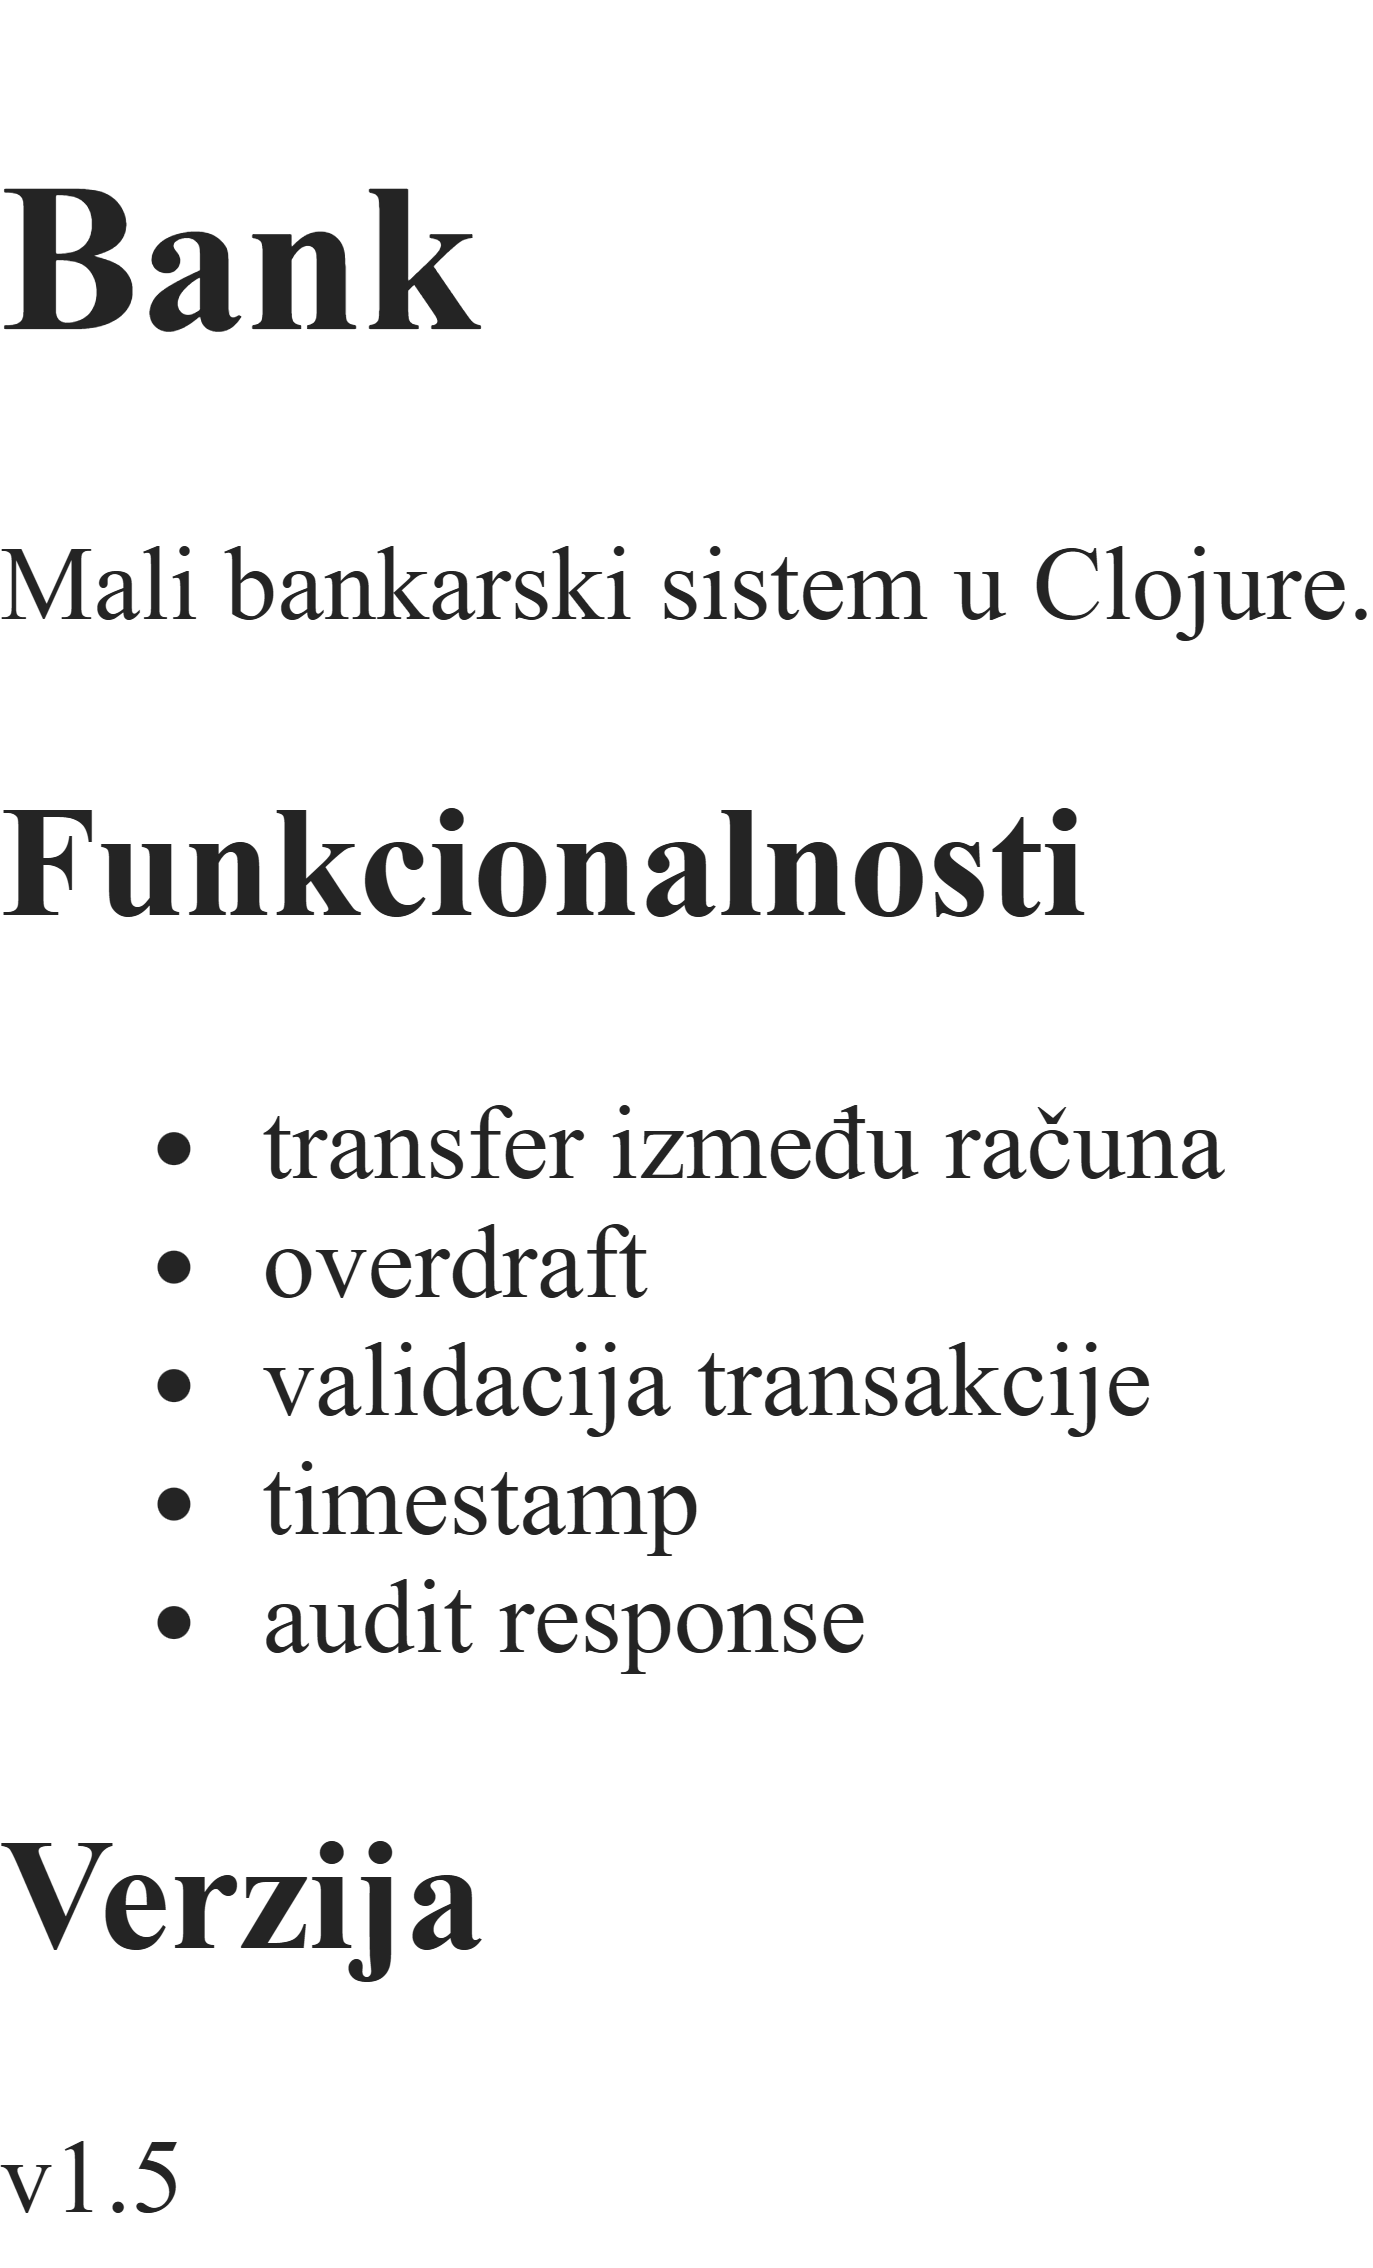 Bank
Mali bankarski sistem u Clojure.
Funkcionalnosti
• transfer između računa
• overdraft
• validacija transakcije
• timestamp
• audit response
Verzija
v1.5